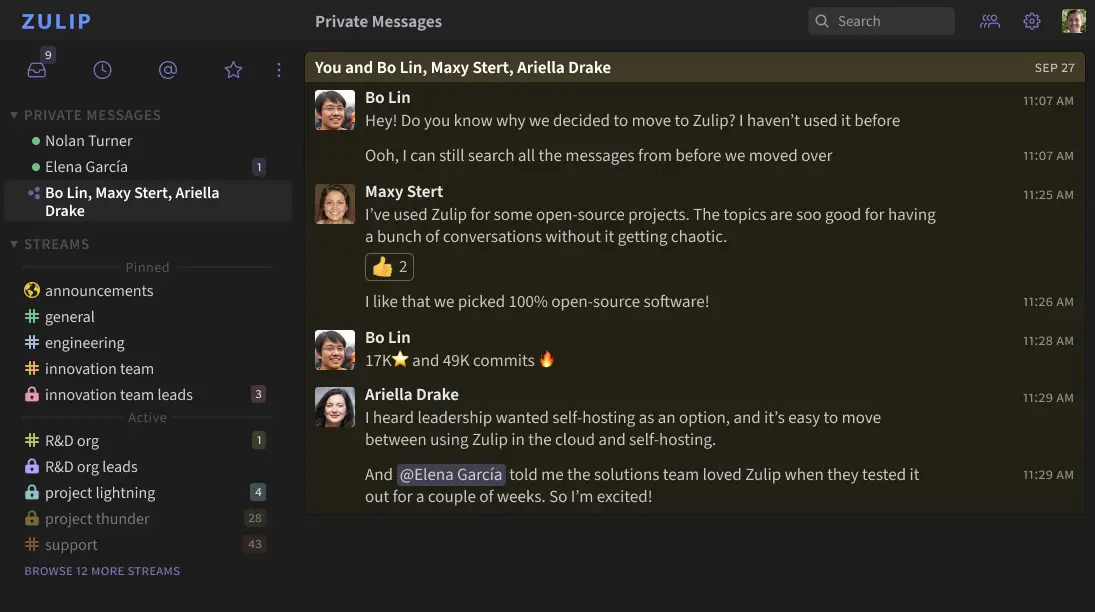 ZULIP
Private Messages
Search
9
PRIVATE MESSAGES
Nolan Turner
Elena García 1
Bo Lin, Maxy Stert, Ariella
Drake
STREAMS
Pinned
announcements
general
engineering
innovation team
innovation team leads 3
Active
R&D org 1
R&D org leads
project lightning 4
project thunder 28
support 43
BROWSE 12 MORE STREAMS
You and Bo Lin, Maxy Stert, Ariella Drake SEP 27
Bo Lin 11:07 AM
Hey! Do you know why we decided to move to Zulip? I haven’t used it before
Ooh, I can still search all the messages from before we moved over 11:07 AM
Maxy Stert 11:25 AM
I’ve used Zulip for some open-source projects. The topics are soo good for having
a bunch of conversations without it getting chaotic.
👍 2
I like that we picked 100% open-source software! 11:26 AM
Bo Lin 11:28 AM
17K⭐ and 49K commits 🔥
Ariella Drake 11:29 AM
I heard leadership wanted self-hosting as an option, and it’s easy to move
between using Zulip in the cloud and self-hosting.
And @Elena García told me the solutions team loved Zulip when they tested it 11:29 AM
out for a couple of weeks. So I’m excited!